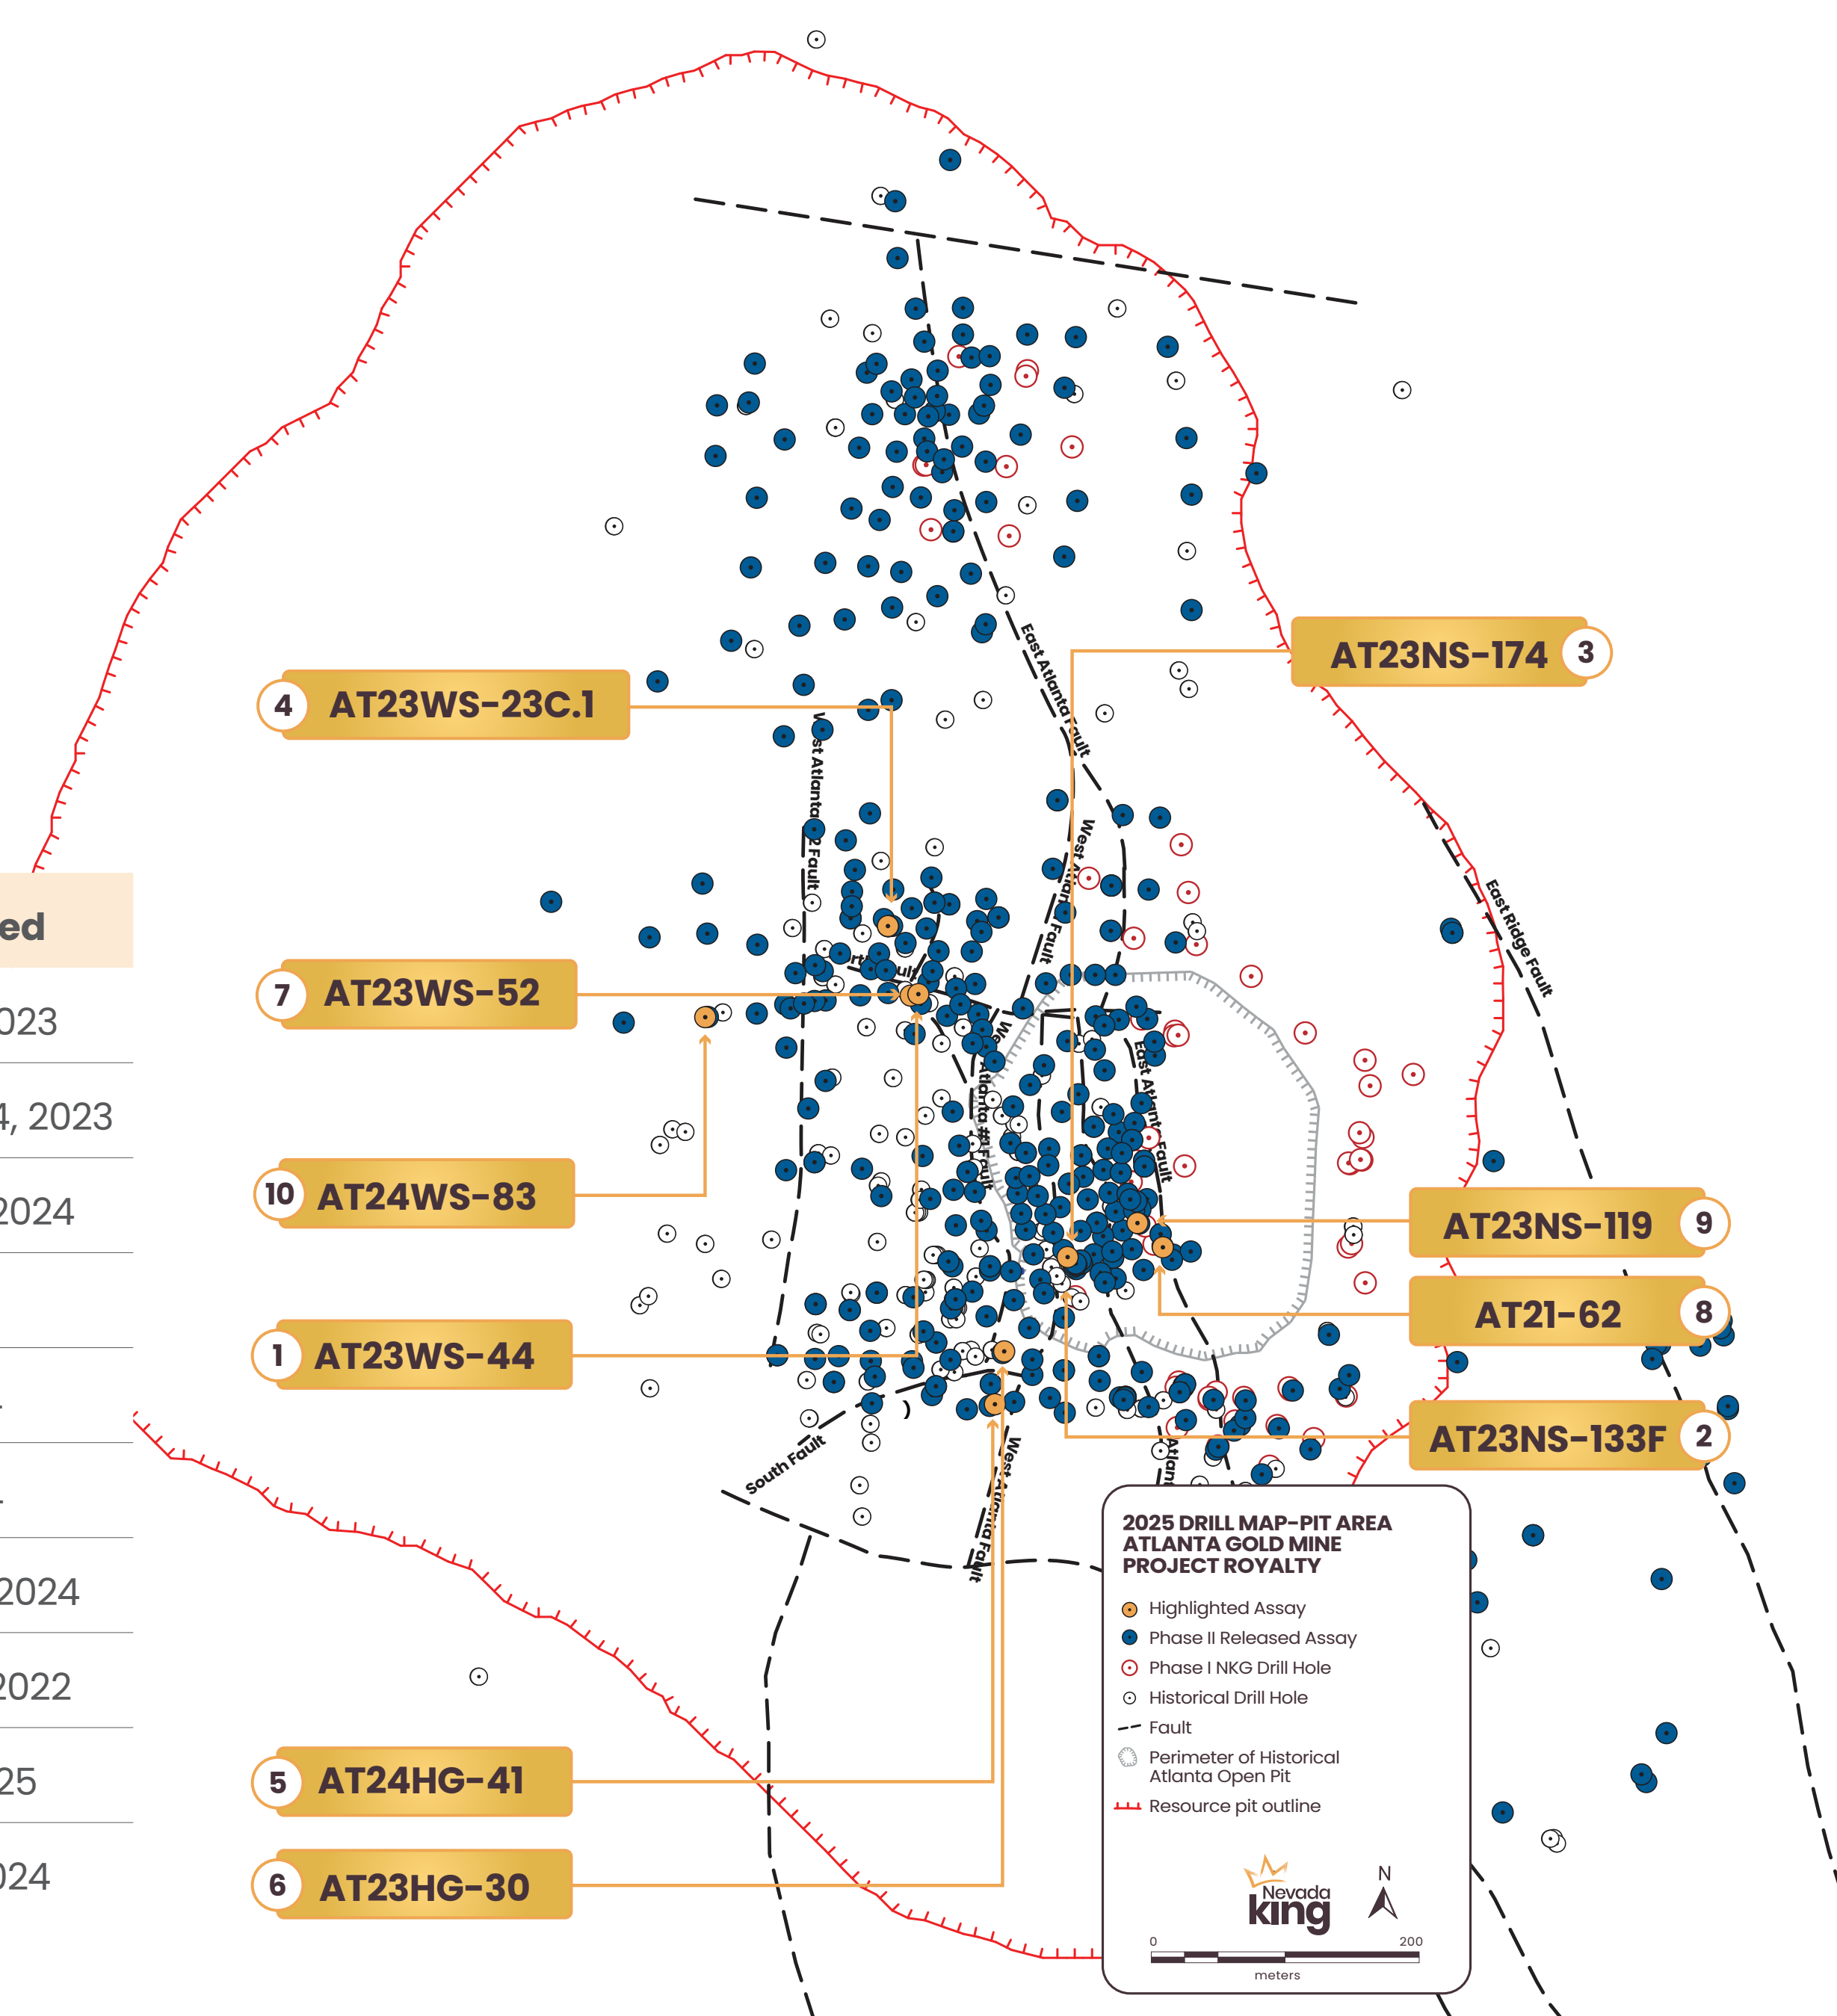 East Atlanta Fault
AT23NS-174 3
4 AT23WS-23C.1
West Atlanta Fault
East Ridge Fault
ed
7 AT23WS-52
023
East Atlant Fault
4, 2023
10 AT24WS-83
2024
AT23NS-119 9
AT21-62 8
1 AT23WS-44
AT23NS-133F 2
)
South Fault
West Atlanta Fault
Atlan
2024
2022
5 AT24HG-41
25
6 AT23HG-30
024
2025 DRILL MAP-PIT AREA
ATLANTA GOLD MINE
PROJECT ROYALTY
Highlighted Assay
Phase II Released Assay
Phase I NKG Drill Hole
Historical Drill Hole
Fault
Perimeter of Historical
Atlanta Open Pit
Resource pit outline
Nevada
king
N
0 200
meters